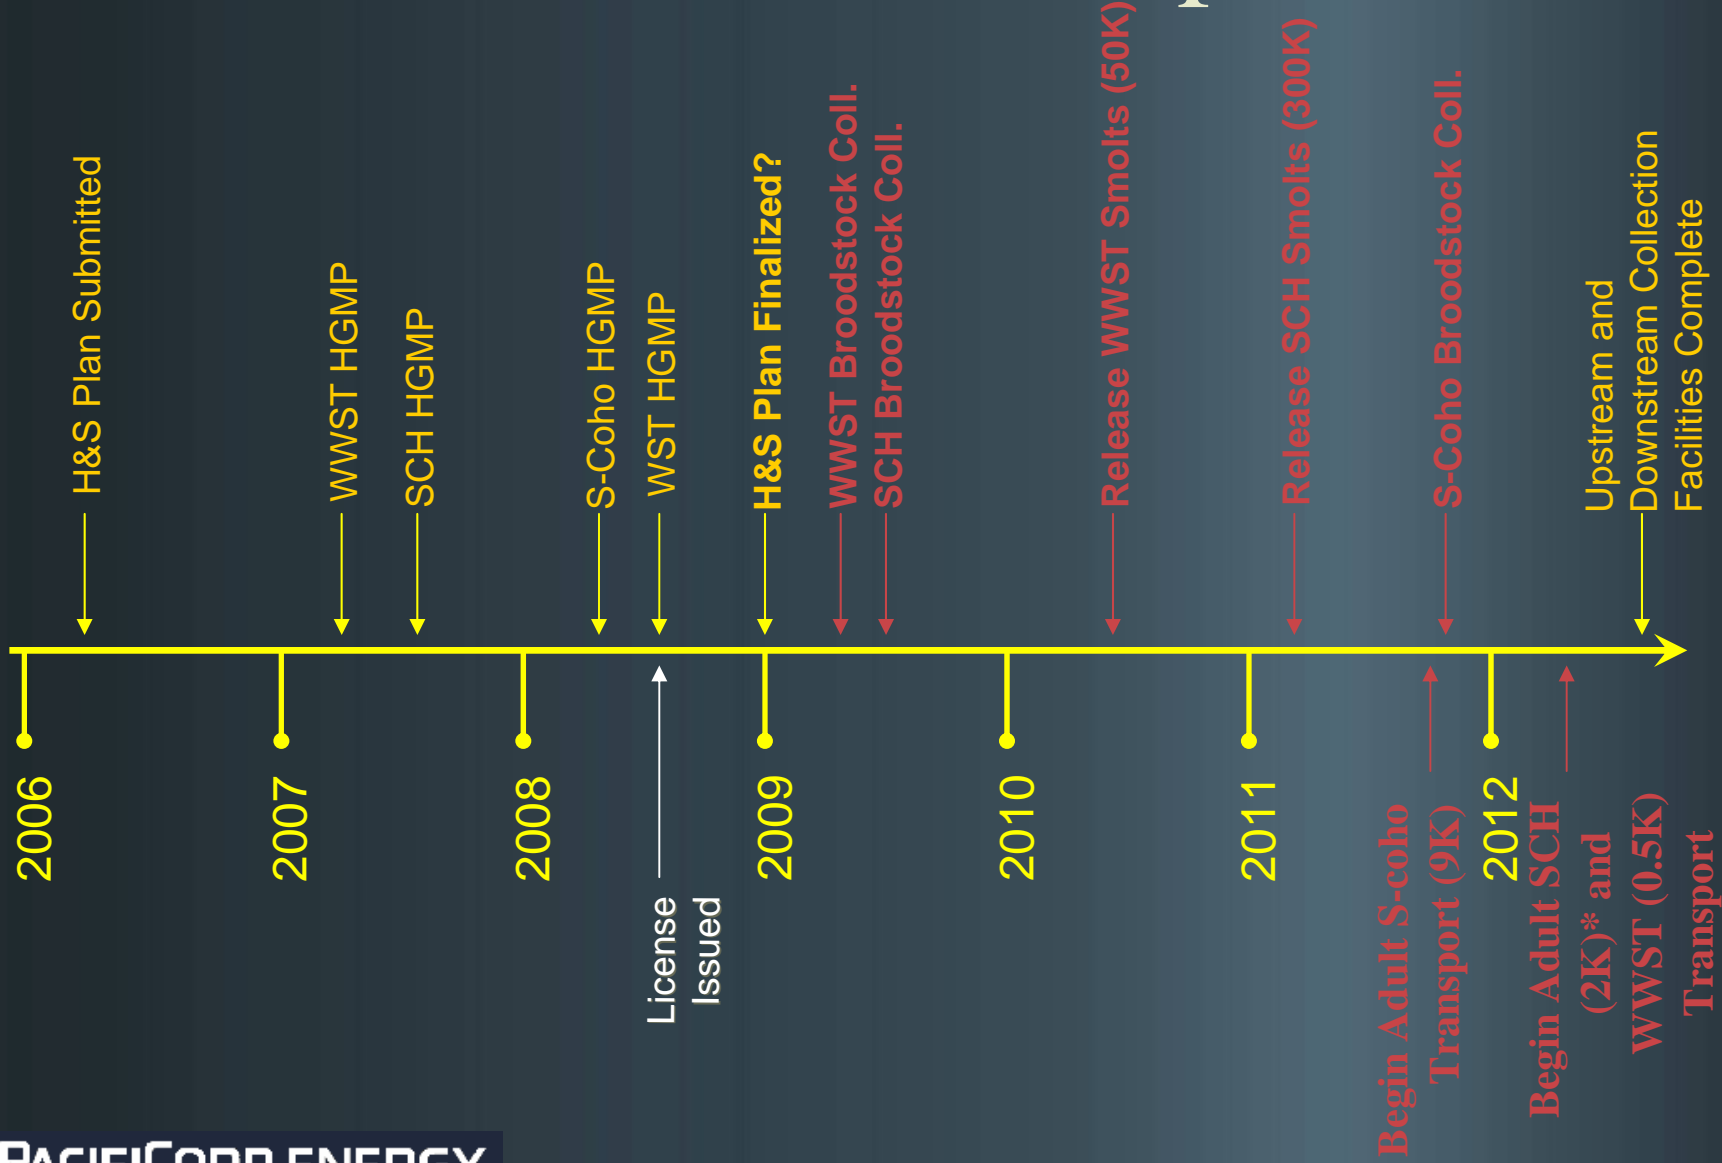 H&S Plan Submitted
WWST HGMP
SCH HGMP
S-Coho HGMP
WST HGMP
H&S Plan Finalized?
WWST Broodstock Coll.
SCH Broodstock Coll.
Release WWST Smolts (50K)
Release SCH Smolts (300K)
S-Coho Broodstock Coll.
Upstream and
Downstream Collection
Facilities Complete
2006
2007
2008
2009
2010
2011
2012
License
Issued
Begin Adult S-coho
Transport (9K)
Begin Adult SCH
(2K)* and
WWST (0.5K)
Transport
PACIFICORP ENERGY